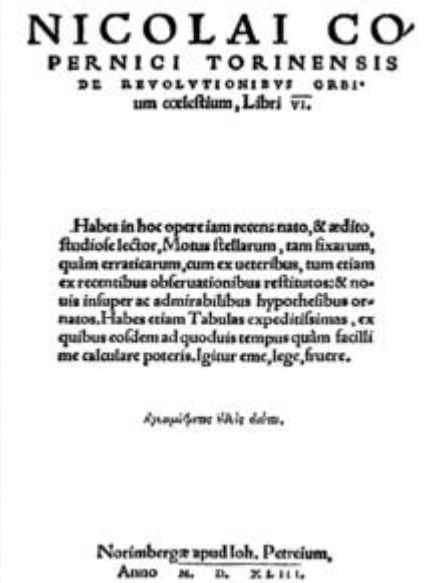 NICOLAI CO
PERNICI TORINENSIS
DE REVOLVTIONIBVS ORBI-
um cœleſtium, Libri VI.
Habes in hoc opere iam recens nato, & ædito,
ſtudioſe lector, Motus ſtellarum, tam fixarum,
quàm erraticarum, cum ex ueteribus, tum etiam
ex recentibus obſeruationibus reſtitutos: & no-
uis inſuper ac admirabilibus hypotheſibus or-
natos. Habes etiam Tabulas expeditiſsimas, ex
quibus eoſdem ad quoduis tempus quàm facilli
me calculare poteris. Igitur eme, lege, fruere.
Norimbergæ apud Ioh. Petreium,
Anno M. D. XLIII.